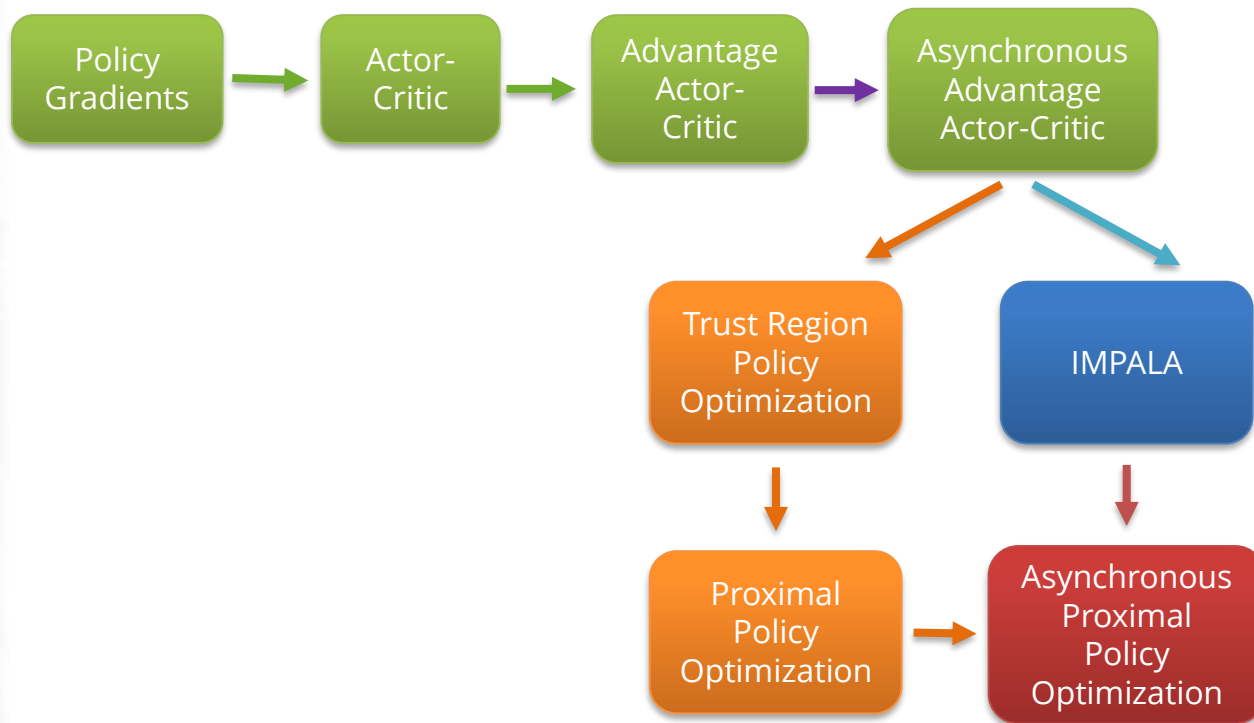 Policy
Gradients
Actor-
Critic
Advantage
Actor-
Critic
Asynchronous
Advantage
Actor-Critic
Trust Region
Policy
Optimization
IMPALA
Proximal
Policy
Optimization
Asynchronous
Proximal
Policy
Optimization